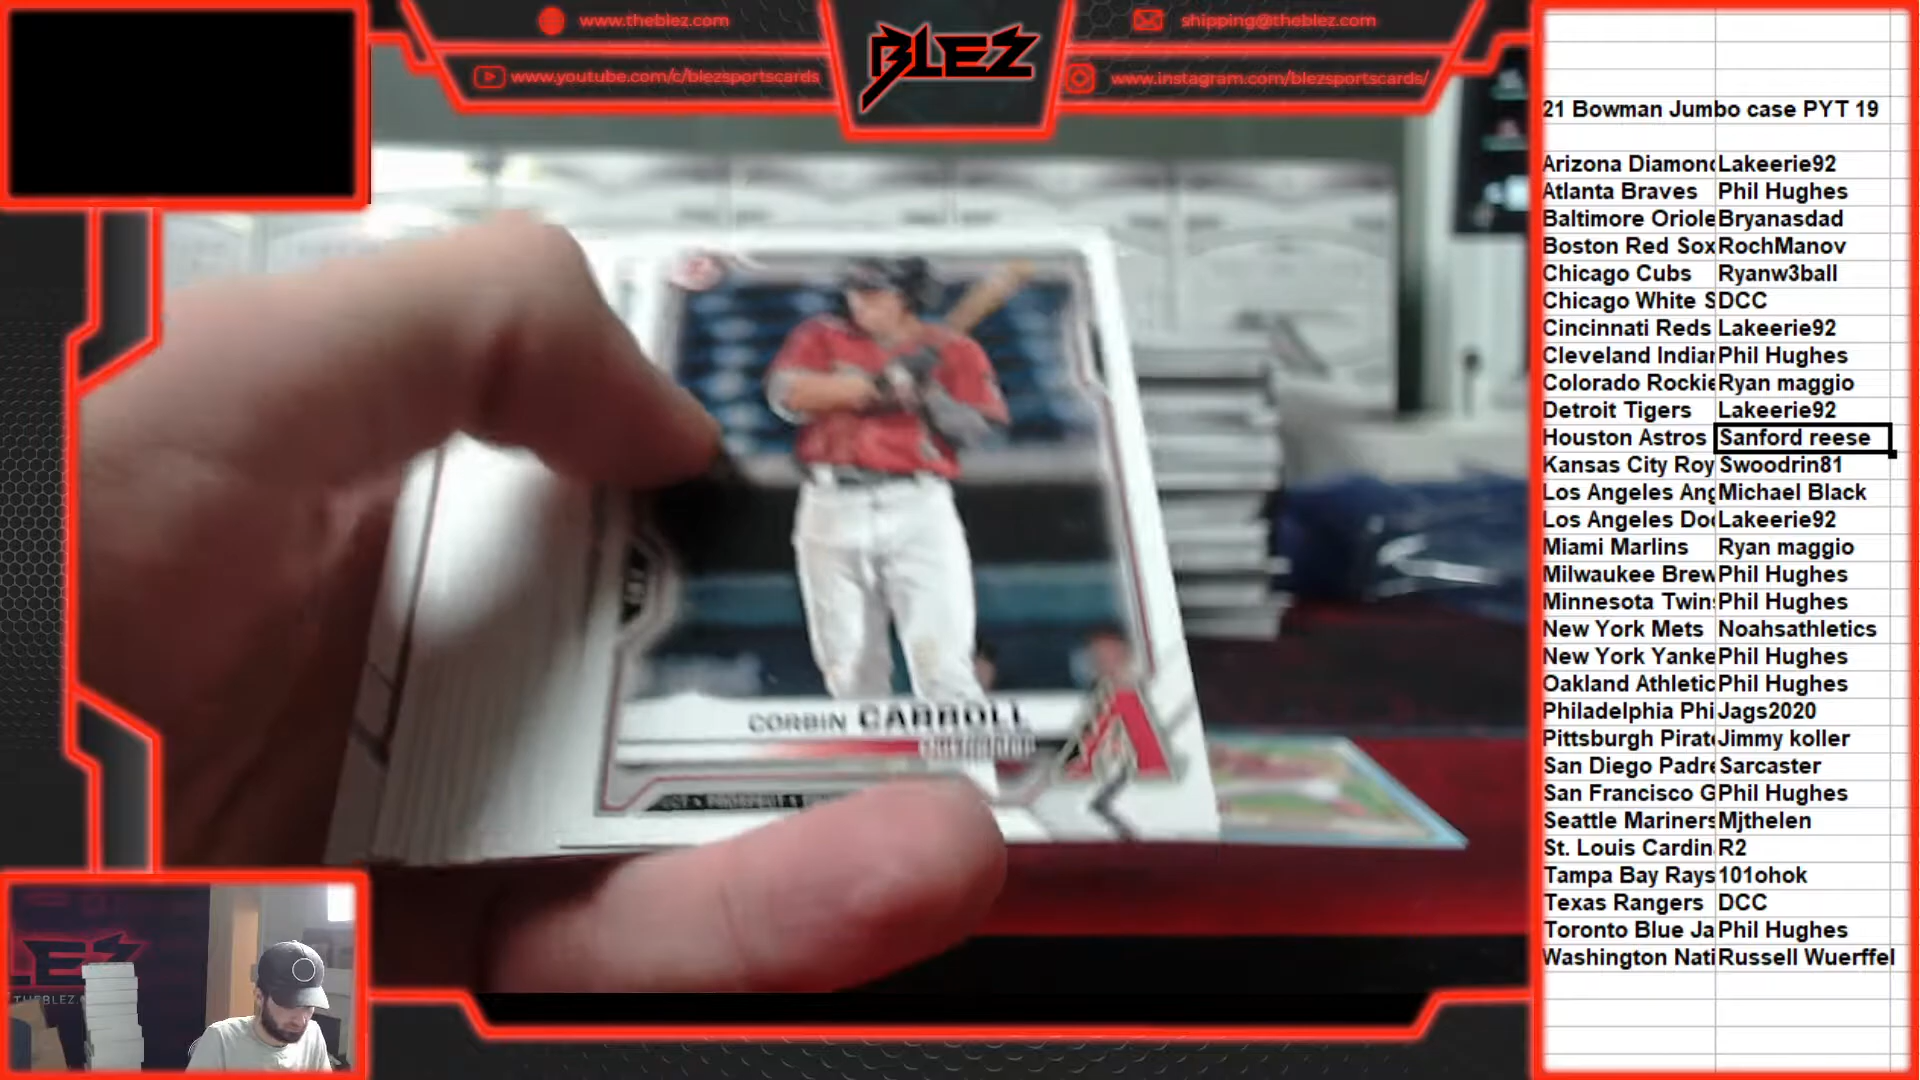 www.theblez.com
shipping@theblez.com
BLEZ
www.youtube.com/c/blezsportscards
www.instagram.com/blezsportscards/
21 Bowman Jumbo case PYT 19
Arizona Diamond Lakeerie92
Atlanta Braves Phil Hughes
Baltimore Oriole Bryanasdad
Boston Red Sox RochManov
Chicago Cubs Ryanw3ball
Chicago White S DCC
Cincinnati Reds Lakeerie92
Cleveland Indian Phil Hughes
Colorado Rockie Ryan maggio
Detroit Tigers Lakeerie92
Houston Astros Sanford reese
Kansas City Roy Swoodrin81
Los Angeles Ang Michael Black
Los Angeles Dod Lakeerie92
Miami Marlins Ryan maggio
Milwaukee Brew Phil Hughes
Minnesota Twins Phil Hughes
New York Mets Noahsathletics
New York Yanke Phil Hughes
Oakland Athletic Phil Hughes
Philadelphia Phi Jags2020
Pittsburgh Pirate Jimmy koller
San Diego Padre Sarcaster
San Francisco G Phil Hughes
Seattle Mariners Mjthelen
St. Louis Cardin R2
Tampa Bay Rays 101ohok
Texas Rangers DCC
Toronto Blue Ja Phil Hughes
Washington Nati Russell Wuerffel
CORBIN CARROLL
LEZ
THEBLEZ.